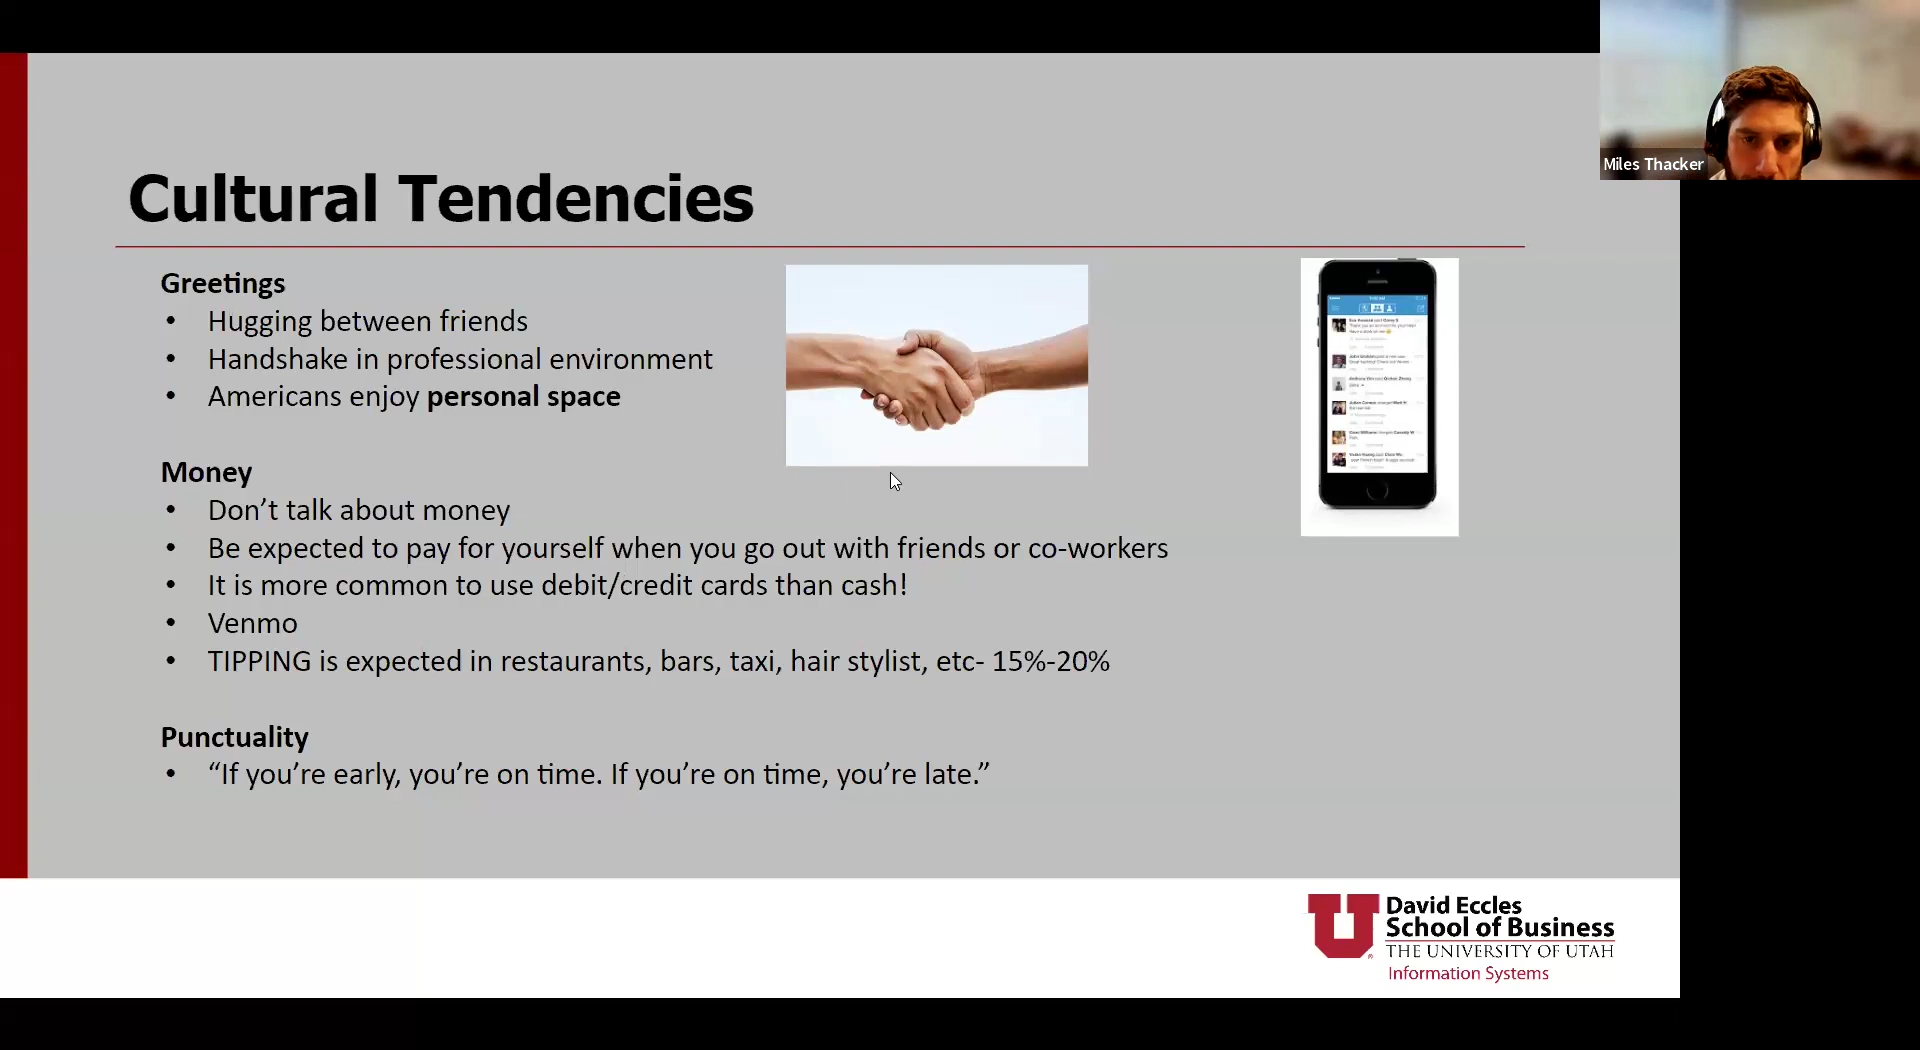 Miles Thacker
Cultural Tendencies
Greetings
• Hugging between friends
• Handshake in professional environment
• Americans enjoy personal space
Money
• Don’t talk about money
• Be expected to pay for yourself when you go out with friends or co-workers
• It is more common to use debit/credit cards than cash!
• Venmo
• TIPPING is expected in restaurants, bars, taxi, hair stylist, etc- 15%-20%
Punctuality
• “If you’re early, you’re on time. If you’re on time, you’re late.”
U
David Eccles
School of Business
THE UNIVERSITY OF UTAH
Information Systems